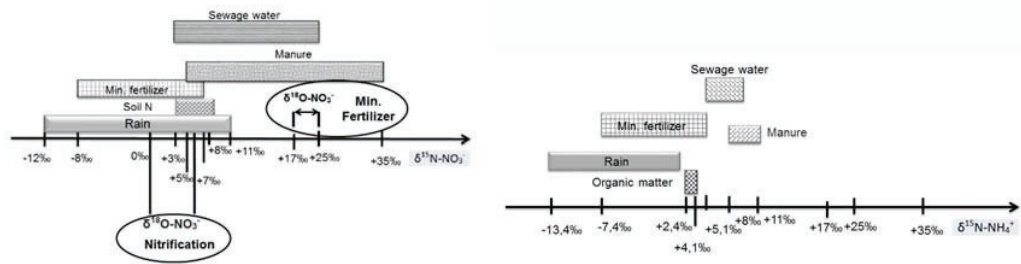 Sewage water
Manure
Min. fertilizer
δ¹⁸O-NO₃⁻ Min.
Fertilizer
Soil N
Rain
-12‰ -8‰ 0‰ +3‰ +8‰ +11‰ +17‰ +25‰ +35‰ δ¹⁵N-NO₃⁻
+5‰ +7‰
δ¹⁸O-NO₃⁻
Nitrification
Sewage water
Min. fertilizer
Manure
Rain
Organic matter
-13,4‰ -7,4‰ +2,4‰ +5,1‰ +8‰ +11‰ +17‰ +25‰ +35‰ δ¹⁵N-NH₄⁺
+4,1‰